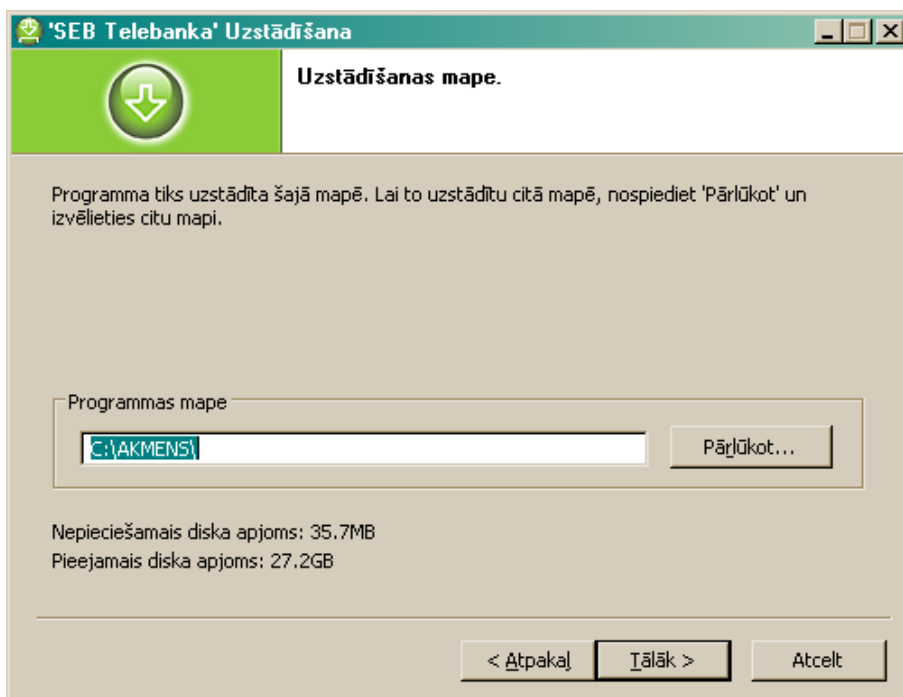 'SEB Telebanka' Uzstādīšana
Uzstādīšanas mape.
Programma tiks uzstādīta šajā mapē. Lai to uzstādītu citā mapē, nospiediet 'Pārlūkot' un
izvēlieties citu mapi.
Programmas mape
C:\AKMENS\
Pārlūkot...
Nepieciešamais diska apjoms: 35.7MB
Pieejamais diska apjoms: 27.2GB
< Atpakaļ
Tālāk >
Atcelt